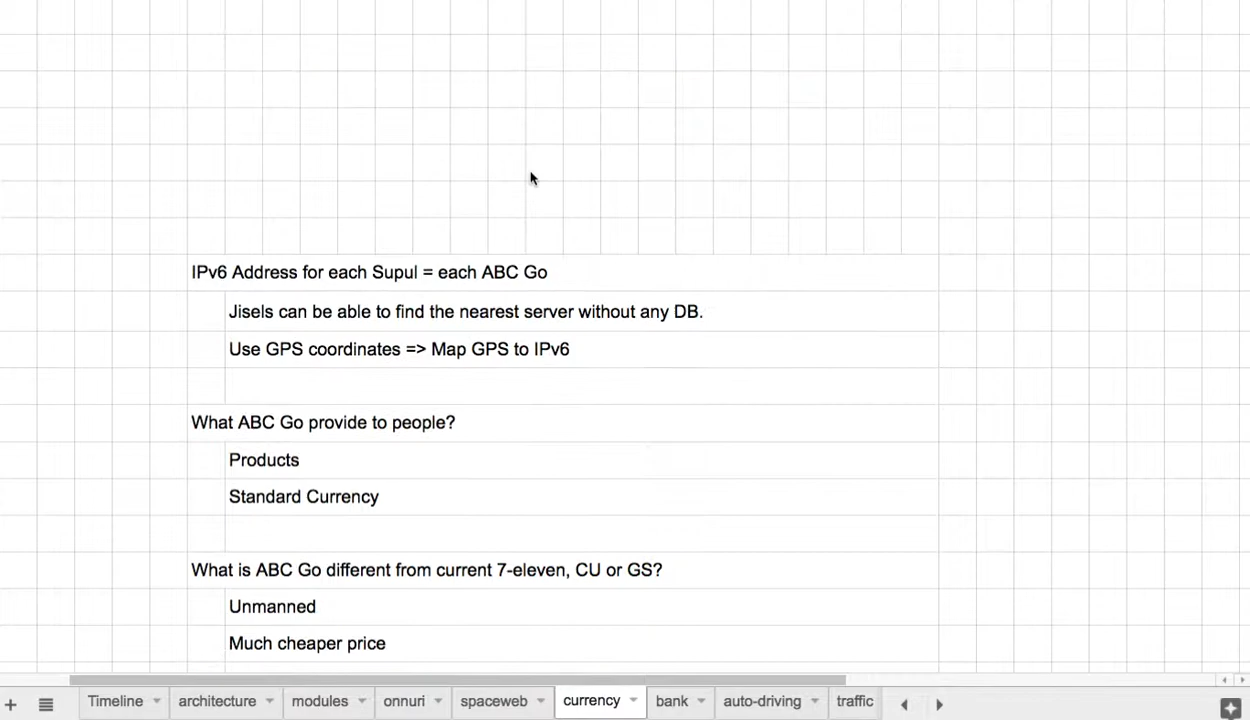 IPv6 Address for each Supul = each ABC Go
Jisels can be able to find the nearest server without any DB.
Use GPS coordinates => Map GPS to IPv6
What ABC Go provide to people?
Products
Standard Currency
What is ABC Go different from current 7-eleven, CU or GS?
Unmanned
Much cheaper price
Timeline architecture modules onnuri spaceweb currency bank auto-driving traffic